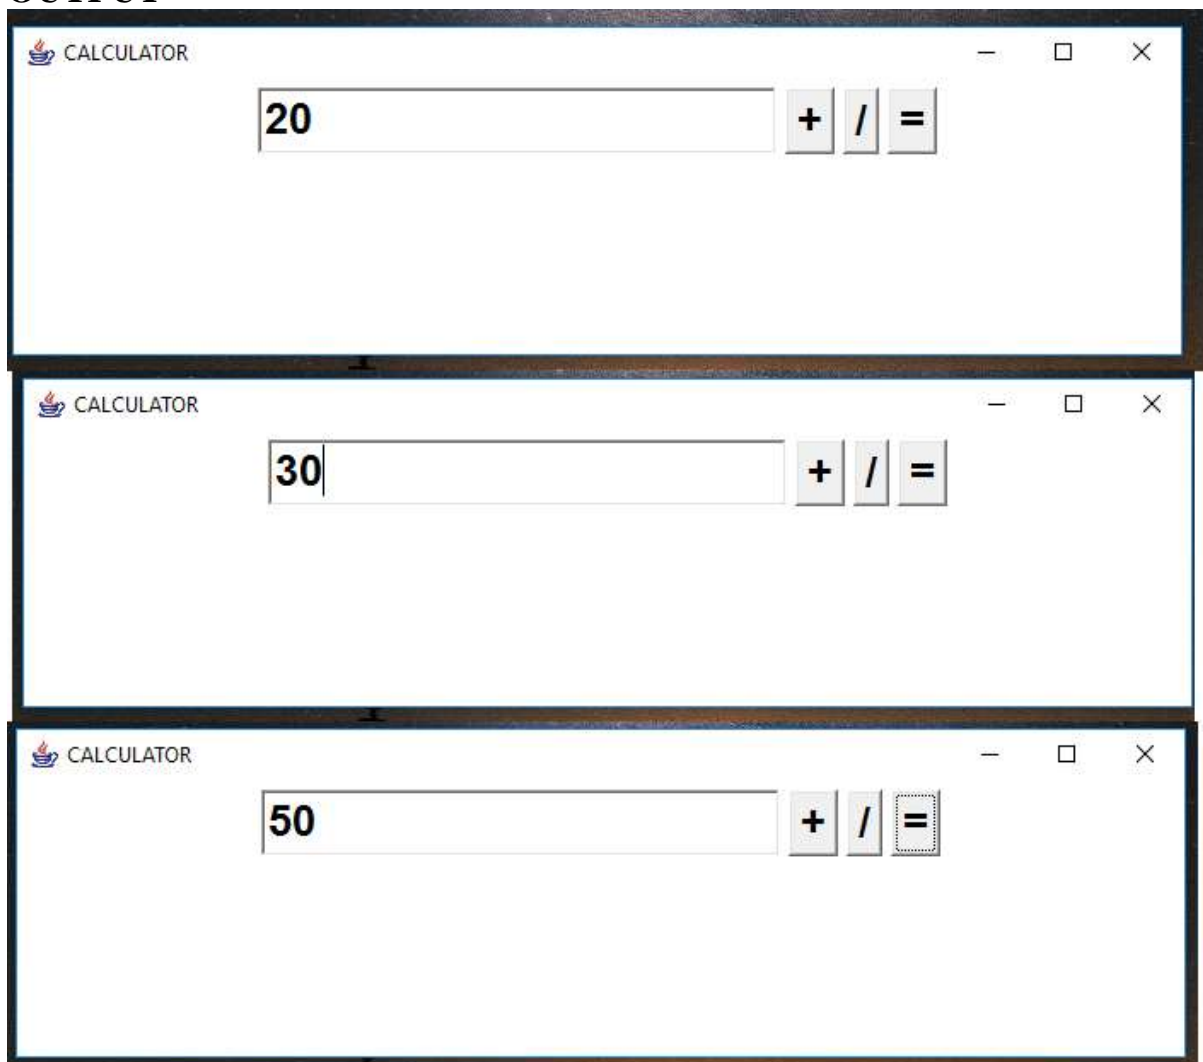 CALCULATOR
20 + / =
CALCULATOR
30 + / =
CALCULATOR
50 + / =